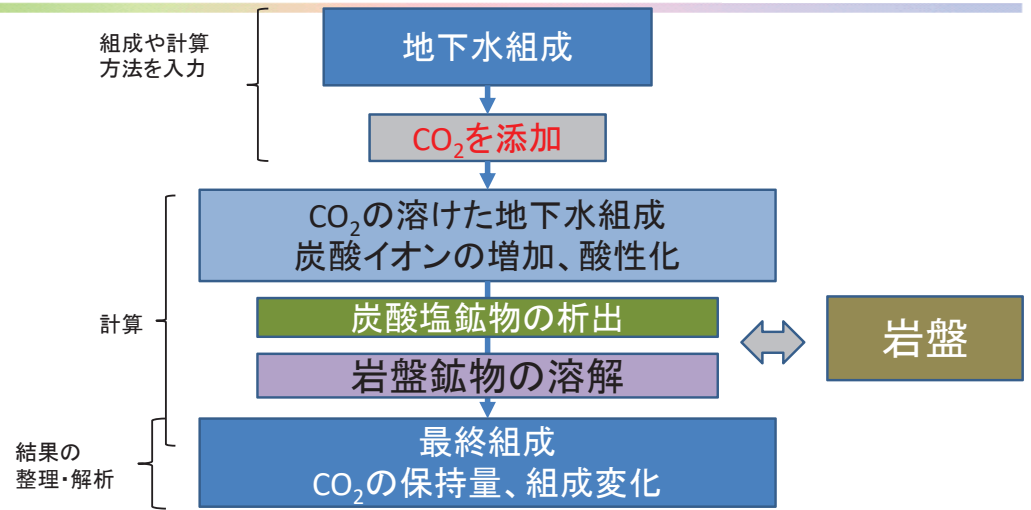 組成や計算
方法を入力
地下水組成
CO₂を添加
CO₂の溶けた地下水組成
炭酸イオンの増加、酸性化
計算
炭酸塩鉱物の析出
岩盤
岩盤鉱物の溶解
結果の
整理・解析
最終組成
CO₂の保持量、組成変化